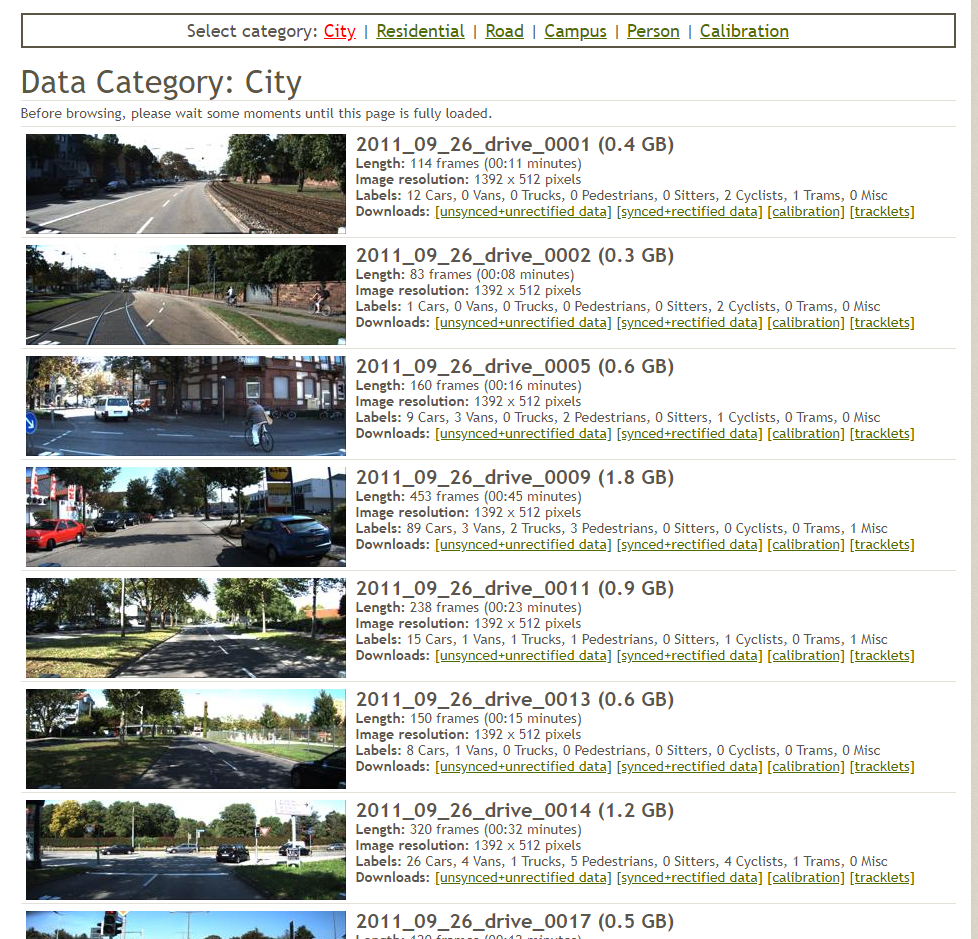 Select category: City | Residential | Road | Campus | Person | Calibration
Data Category: City
Before browsing, please wait some moments until this page is fully loaded.
2011_09_26_drive_0001 (0.4 GB)
Length: 114 frames (00:11 minutes)
Image resolution: 1392 x 512 pixels
Labels: 12 Cars, 0 Vans, 0 Trucks, 0 Pedestrians, 0 Sitters, 2 Cyclists, 1 Trams, 0 Misc
Downloads: [unsynced+unrectified data] [synced+rectified data] [calibration] [tracklets]
2011_09_26_drive_0002 (0.3 GB)
Length: 83 frames (00:08 minutes)
Image resolution: 1392 x 512 pixels
Labels: 1 Cars, 0 Vans, 0 Trucks, 0 Pedestrians, 0 Sitters, 2 Cyclists, 0 Trams, 0 Misc
Downloads: [unsynced+unrectified data] [synced+rectified data] [calibration] [tracklets]
2011_09_26_drive_0005 (0.6 GB)
Length: 160 frames (00:16 minutes)
Image resolution: 1392 x 512 pixels
Labels: 9 Cars, 3 Vans, 0 Trucks, 2 Pedestrians, 0 Sitters, 1 Cyclists, 0 Trams, 0 Misc
Downloads: [unsynced+unrectified data] [synced+rectified data] [calibration] [tracklets]
2011_09_26_drive_0009 (1.8 GB)
Length: 453 frames (00:45 minutes)
Image resolution: 1392 x 512 pixels
Labels: 89 Cars, 3 Vans, 2 Trucks, 3 Pedestrians, 0 Sitters, 0 Cyclists, 0 Trams, 1 Misc
Downloads: [unsynced+unrectified data] [synced+rectified data] [calibration] [tracklets]
2011_09_26_drive_0011 (0.9 GB)
Length: 238 frames (00:23 minutes)
Image resolution: 1392 x 512 pixels
Labels: 15 Cars, 1 Vans, 1 Trucks, 1 Pedestrians, 0 Sitters, 1 Cyclists, 0 Trams, 1 Misc
Downloads: [unsynced+unrectified data] [synced+rectified data] [calibration] [tracklets]
2011_09_26_drive_0013 (0.6 GB)
Length: 150 frames (00:15 minutes)
Image resolution: 1392 x 512 pixels
Labels: 8 Cars, 1 Vans, 0 Trucks, 0 Pedestrians, 0 Sitters, 0 Cyclists, 0 Trams, 0 Misc
Downloads: [unsynced+unrectified data] [synced+rectified data] [calibration] [tracklets]
2011_09_26_drive_0014 (1.2 GB)
Length: 320 frames (00:32 minutes)
Image resolution: 1392 x 512 pixels
Labels: 26 Cars, 4 Vans, 1 Trucks, 5 Pedestrians, 0 Sitters, 4 Cyclists, 1 Trams, 0 Misc
Downloads: [unsynced+unrectified data] [synced+rectified data] [calibration] [tracklets]
2011_09_26_drive_0017 (0.5 GB)